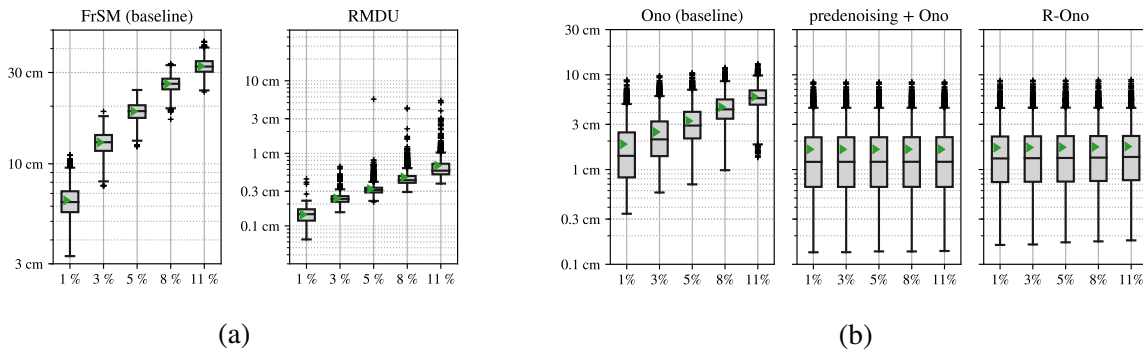 FrSM (baseline)
RMDU
30 cm
10 cm
3 cm
1 % 3 % 5 % 8 % 11 %
10 cm
3 cm
1 cm
0.3 cm
0.1 cm
1 % 3 % 5 % 8 % 11 %
(a)
Ono (baseline)
predenoising + Ono
R-Ono
30 cm
10 cm
3 cm
1 cm
0.3 cm
0.1 cm
1% 3% 5% 8% 11%
1% 3% 5% 8% 11%
1% 3% 5% 8% 11%
(b)